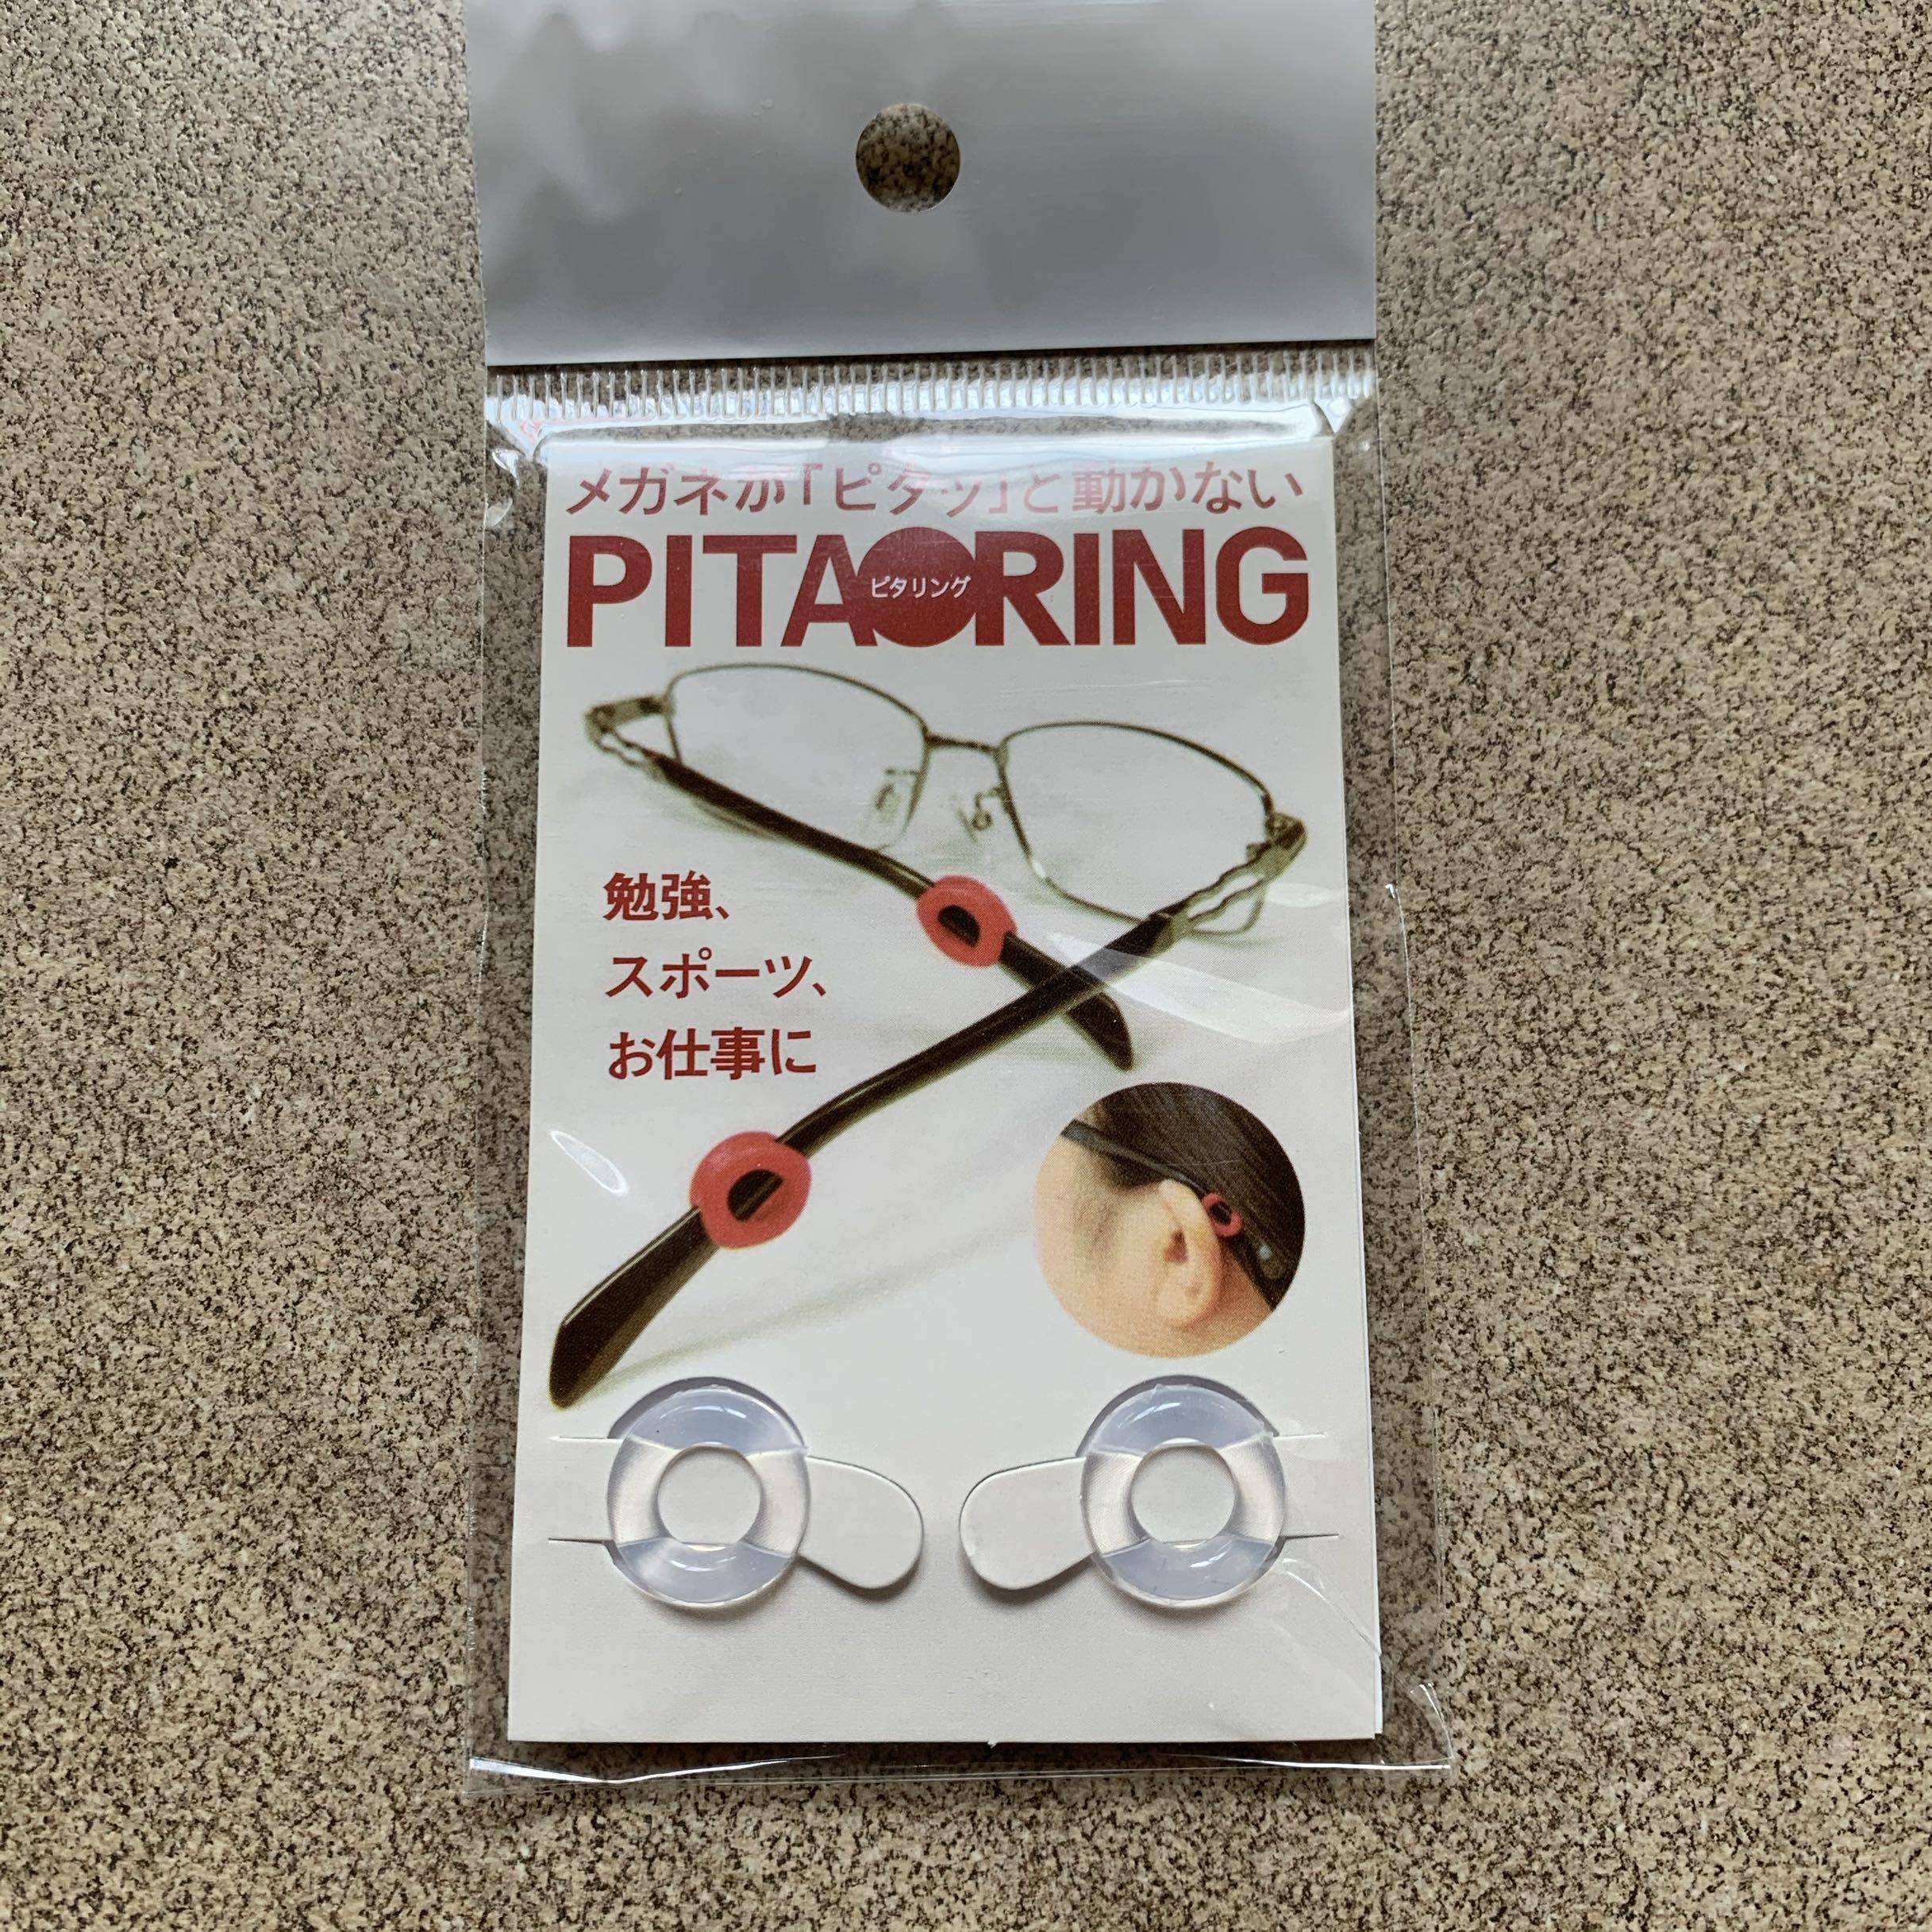 メガネが「ピタッ」と動かない
PITA●RING
ピタリング
勉強、
スポーツ、
お仕事に